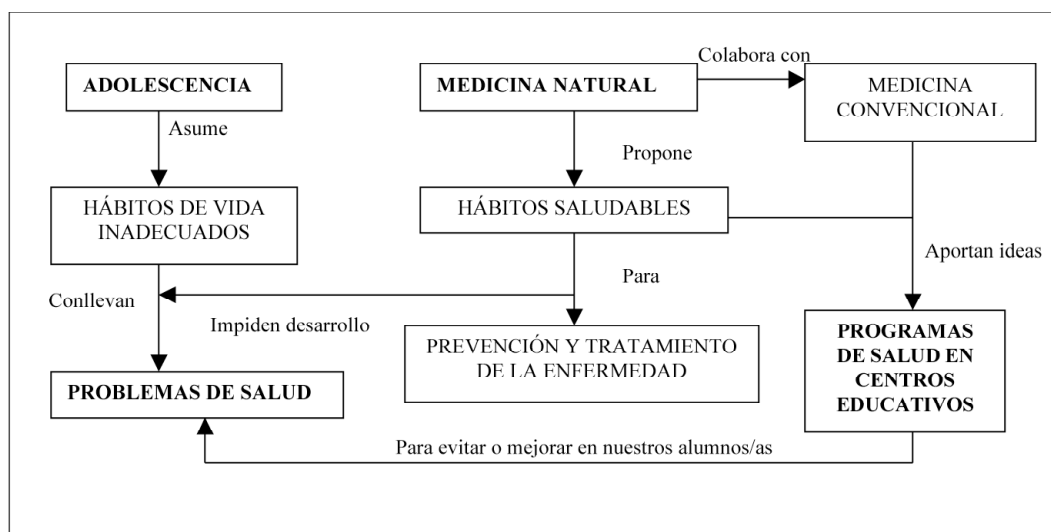 Colabora con
ADOLESCENCIA
MEDICINA NATURAL
MEDICINA
CONVENCIONAL
Asume
Propone
HÁBITOS DE VIDA
INADECUADOS
HÁBITOS SALUDABLES
Aportan ideas
Conllevan
Para
Impiden desarrollo
PREVENCIÓN Y TRATAMIENTO
DE LA ENFERMEDAD
PROGRAMAS
DE SALUD EN
CENTROS
EDUCATIVOS
PROBLEMAS DE SALUD
Para evitar o mejorar en nuestros alumnos/as